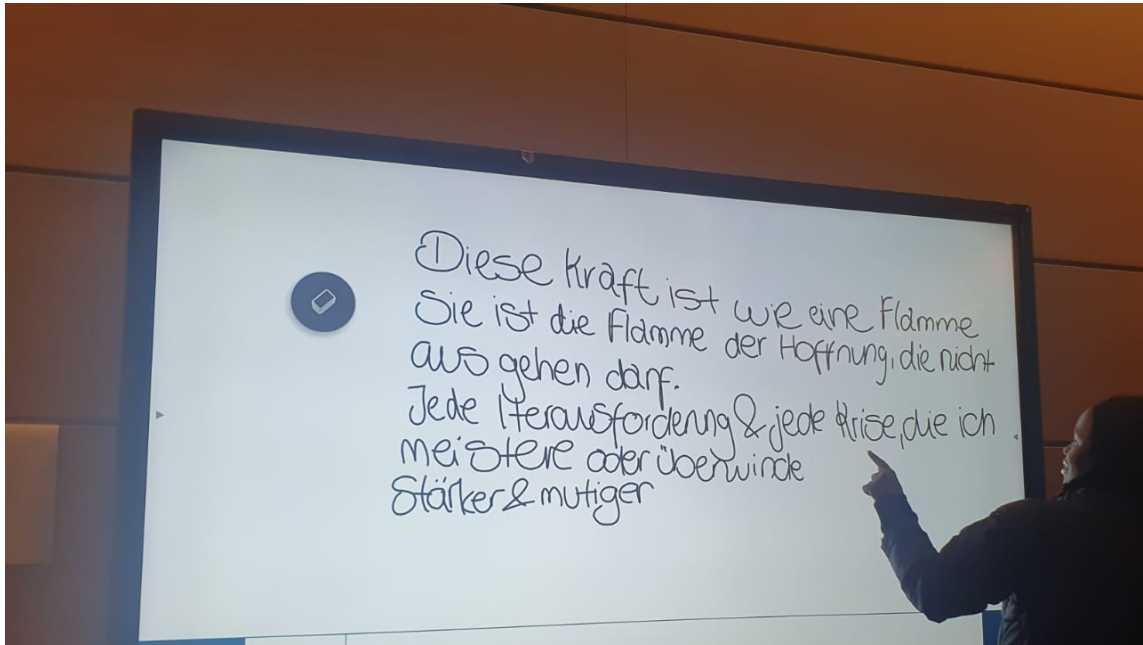 Diese Kraft ist wie eine Flamme
Sie ist die Flamme der Hoffnung, die nicht
aus gehen darf.
Jede Herausforderung & jede Krise, die ich
meistere oder überwinde
Stärker & mutiger